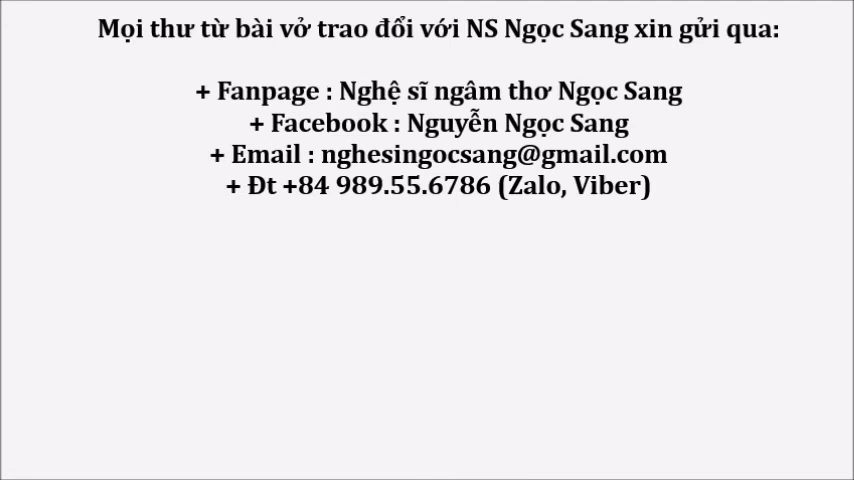 Mọi thư từ bài vở trao đổi với NS Ngọc Sang xin gửi qua:
+ Fanpage : Nghệ sĩ ngâm thơ Ngọc Sang
+ Facebook : Nguyễn Ngọc Sang
+ Email : nghesingocsang@gmail.com
+ Đt +84 989.55.6786 (Zalo, Viber)